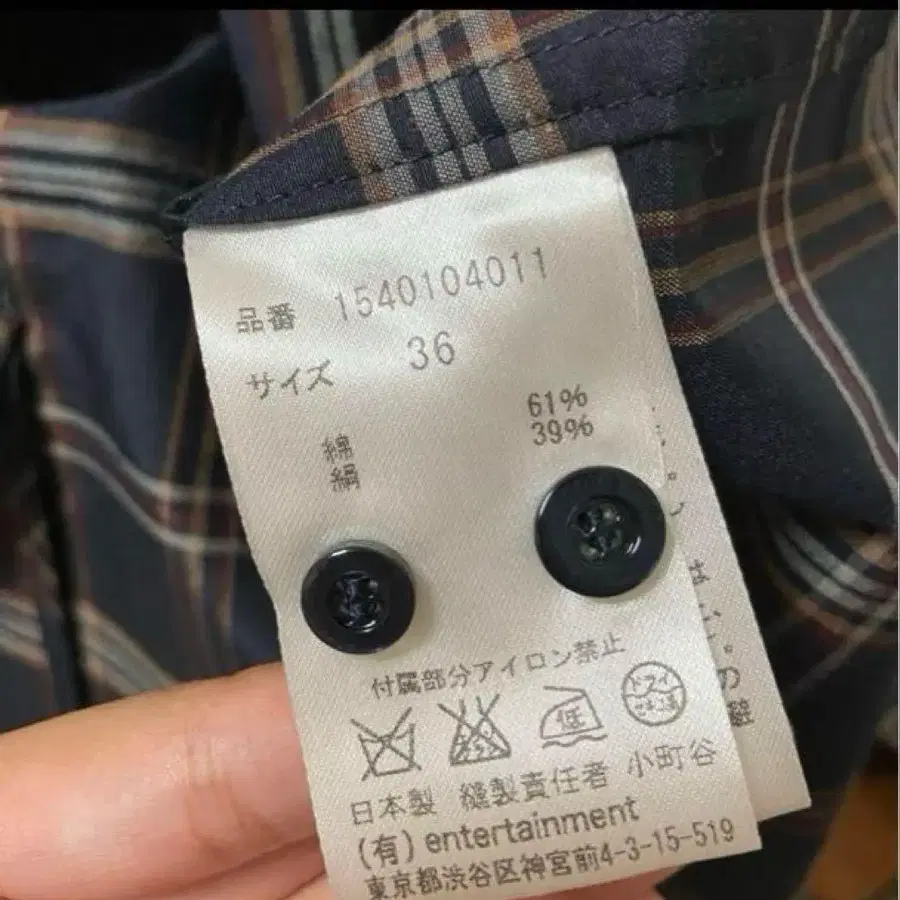 品番 1540104011
サイズ 36
綿 61%
絹 39%
付属部分アイロン禁止
低
ドライ
日本製 縫製責任者 小町谷
(有) entertainment
東京都渋谷区神宮前4-3-15-519